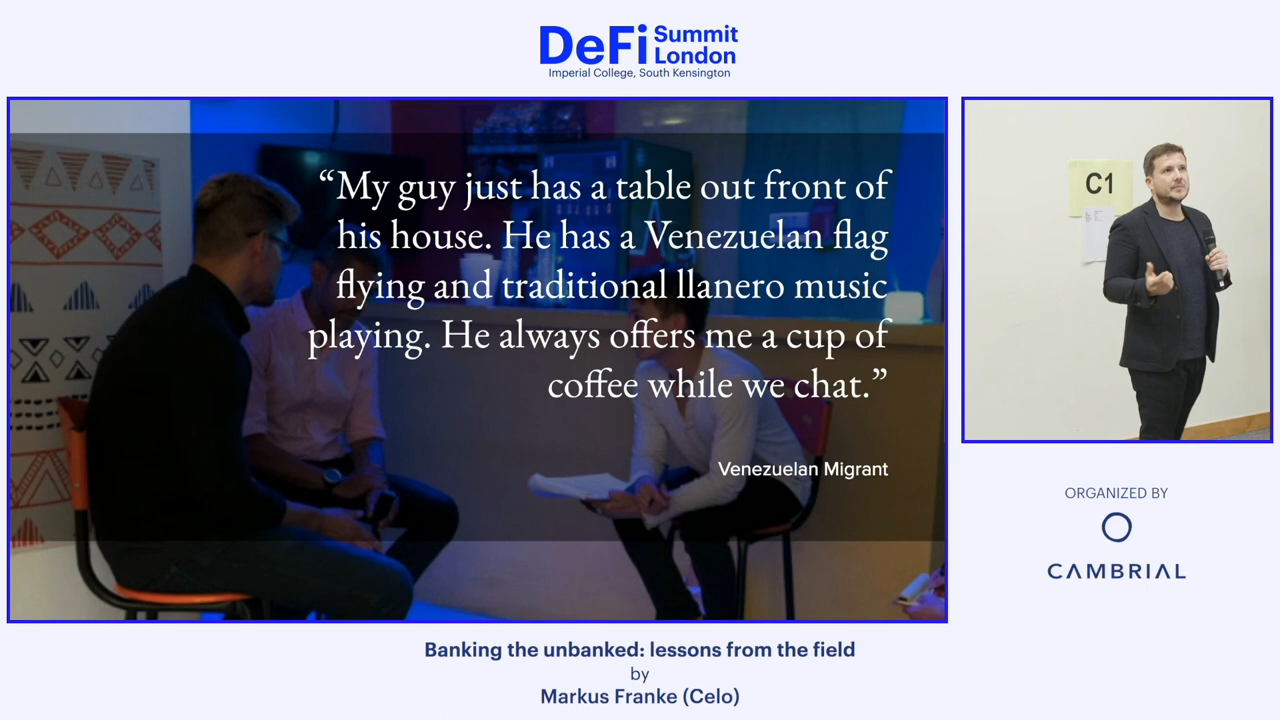 DeFi Summit
London
Imperial College, South Kensington
“My guy just has a table out front of
his house. He has a Venezuelan flag
flying and traditional llanero music
playing. He always offers me a cup of
coffee while we chat.”
Venezuelan Migrant
C1
ORGANIZED BY
CAMBRIAL
Banking the unbanked: lessons from the field
by
Markus Franke (Celo)